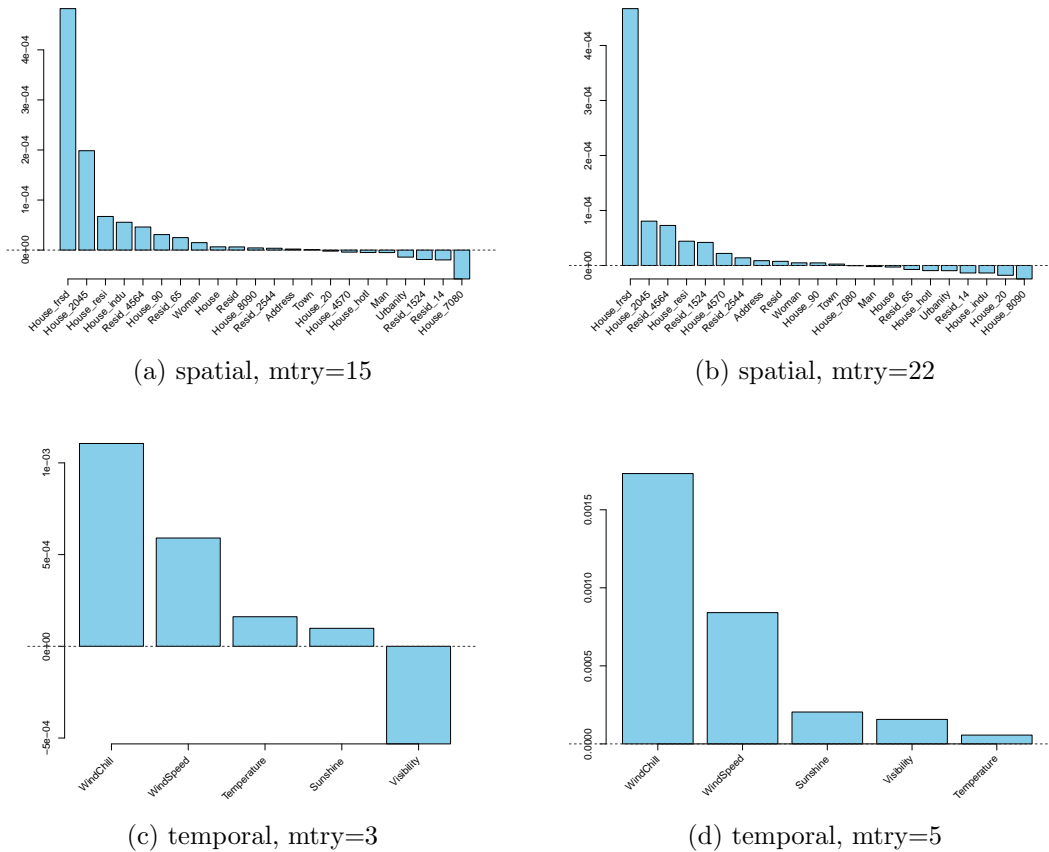 0e+00 1e-04 2e-04 3e-04 4e-04
House_frsd House_2045 House_resi House_indu Resid_4564 House_90 Resid_65 Woman House Resid House_8090 Resid_2544 Address Town House_20 House_4570 House_hotl Man Urbanity Resid_1524 Resid_14 House_7080
(a) spatial, mtry=15
0e+00 1e-04 2e-04 3e-04 4e-04
House_frsd House_2045 Resid_4564 House_resi Resid_1524 House_4570 Resid_2544 Address Resid Woman House_90 Town House_7080 Man House Resid_65 House_hotl Urbanity Resid_14 House_indu House_20 House_8090
(b) spatial, mtry=22
−5e−04 0e+00 5e−04 1e−03
WindChill WindSpeed Temperature Sunshine Visibility
(c) temporal, mtry=3
0.0000 0.0005 0.0010 0.0015
WindChill WindSpeed Sunshine Visibility Temperature
(d) temporal, mtry=5